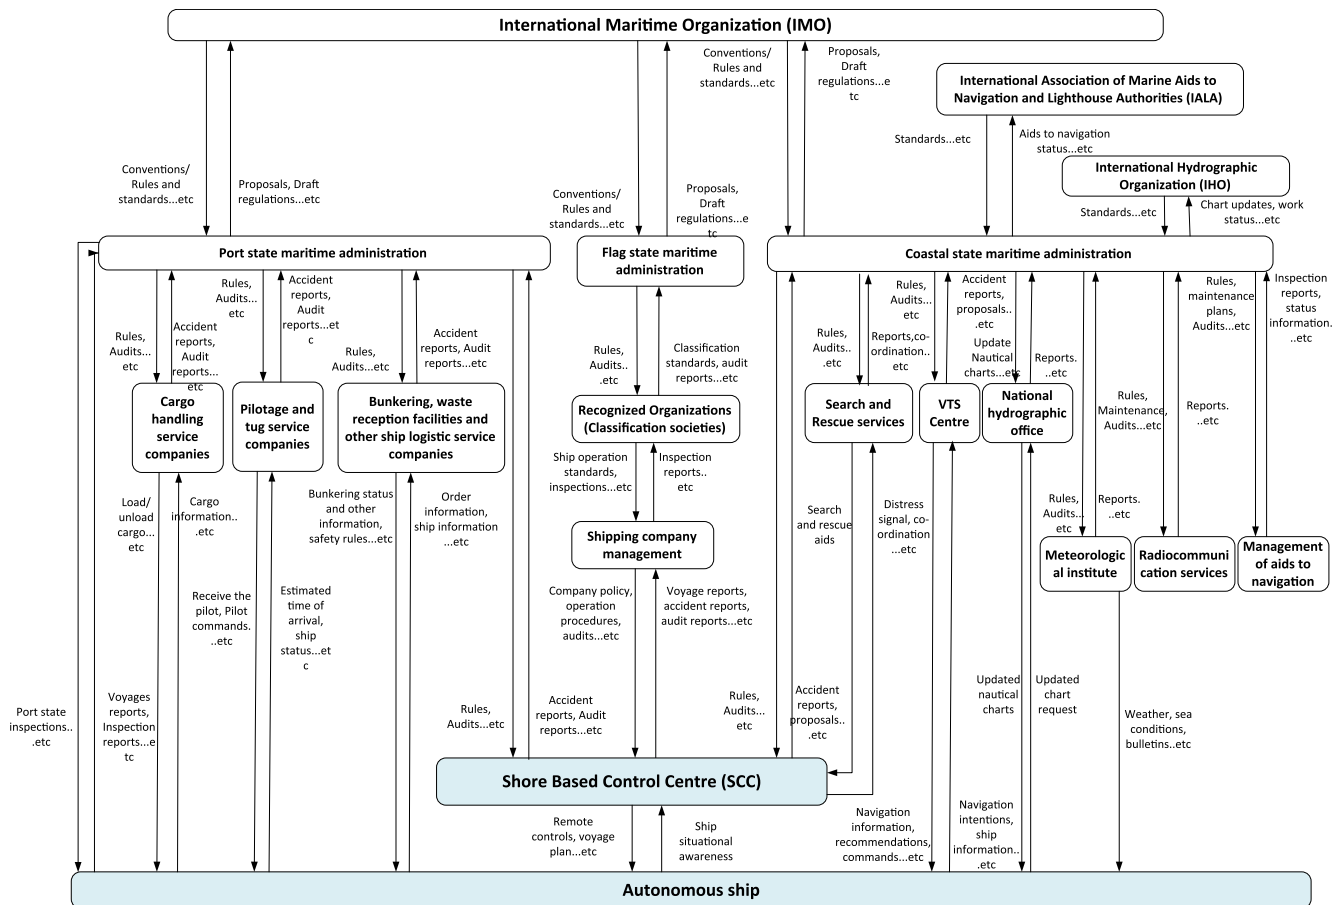 International Maritime Organization (IMO)
Conventions/
Rules and
standards...etc
Proposals,
Draft
regulations...e
tc
International Association of Marine Aids to
Navigation and Lighthouse Authorities (IALA)
Standards...etc
Aids to navigation
status...etc
International Hydrographic
Organization (IHO)
Standards...etc
Chart updates, work
status...etc
Conventions/
Rules and
standards...etc
Proposals, Draft
regulations...etc
Conventions/
Rules and
standards...etc
Proposals,
Draft
regulations...e
tc
Port state maritime administration
Flag state maritime
administration
Coastal state maritime administration
Rules,
Audits...
etc
Accident
reports,
Audit
reports...
etc
Rules,
Audits...
etc
Accident
reports,
Audit
reports...et
c
Rules,
Audits...etc
Accident
reports, Audit
reports...etc
Rules,
Audits..
.etc
Classification
standards, audit
reports...etc
Rules,
Audits..
.etc
Reports,co-
ordination..
.etc
Rules,
Audits...
etc
Accident
reports,
proposals..
.etc
Update
Nautical
charts...etc
Reports.
..etc
Rules,
Maintenance,
Audits...etc
Reports.
..etc
Rules,
maintenance
plans,
Audits...etc
Inspection
reports,
status
information.
..etc
Cargo
handling
service
companies
Pilotage and
tug service
companies
Bunkering, waste
reception facilities and
other ship logistic service
companies
Recognized Organizations
(Classification societies)
Search and
Rescue services
VTS
Centre
National
hydrographic
office
Load/
unload
cargo...
etc
Cargo
information..
.etc
Bunkering status
and other
information,
safety rules...etc
Order
information,
ship information
...etc
Ship operation
standards,
inspections...etc
Inspection
reports..
.etc
Search
and rescue
aids
Distress
signal, co-
ordination
...etc
Rules,
Audits...
etc
Reports.
..etc
Shipping company
management
Meteorologic
al institute
Radiocommuni
cation services
Management
of aids to
navigation
Receive the
pilot, Pilot
commands.
..etc
Estimated
time of
arrival,
ship
status...et
c
Company policy,
operation
procedures,
audits...etc
Voyage reports,
accident reports,
audit reports...etc
Port state
inspections..
.etc
Voyages
reports,
Inspection
reports...e
tc
Rules,
Audits...etc
Accident
reports, Audit
reports...etc
Rules,
Audits...
etc
Accident
reports,
proposals..
.etc
Updated
nautical
charts
Updated
chart
request
Weather, sea
conditions,
bulletins..etc
Shore Based Control Centre (SCC)
Remote
controls, voyage
plan...etc
Ship
situational
awareness
Navigation
information,
recommendations,
commands...etc
Navigation
intentions,
ship
information..
.etc
Autonomous ship